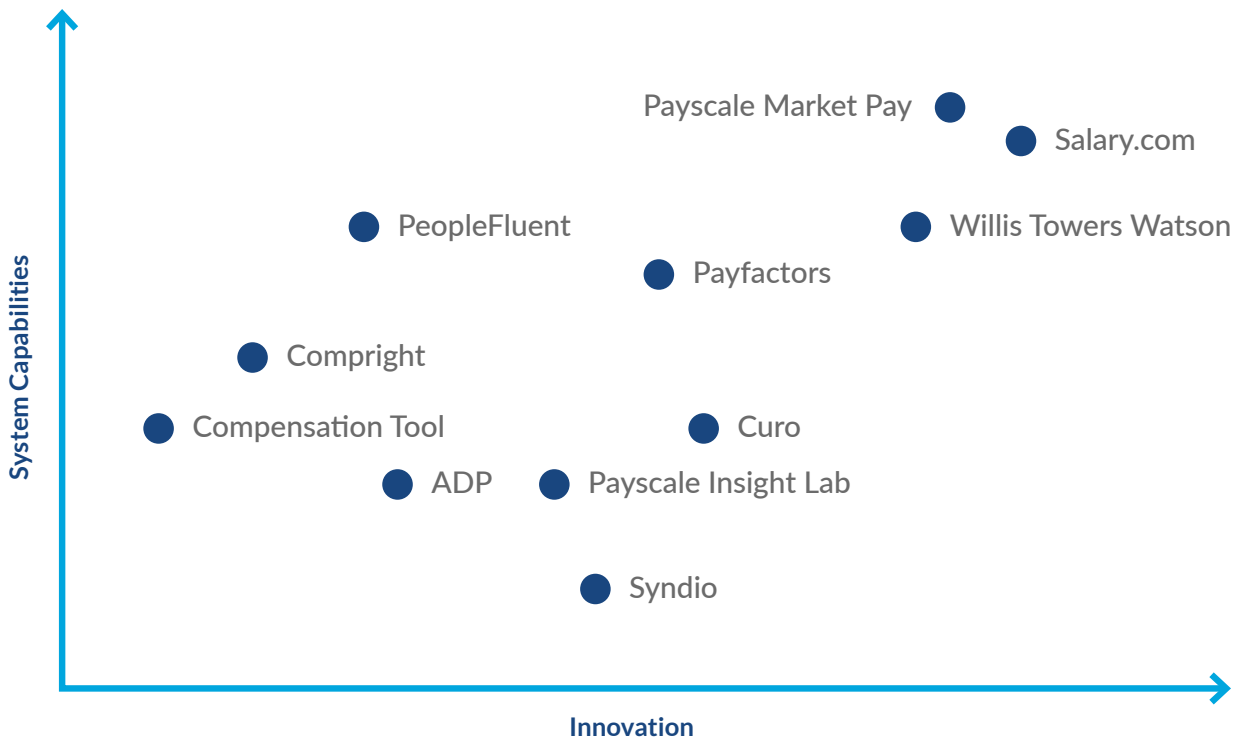 Payscale Market Pay
Salary.com
PeopleFluent
Willis Towers Watson
Payfactors
Compright
Compensation Tool
Curo
ADP
Payscale Insight Lab
Syndio
System Capabilities
Innovation